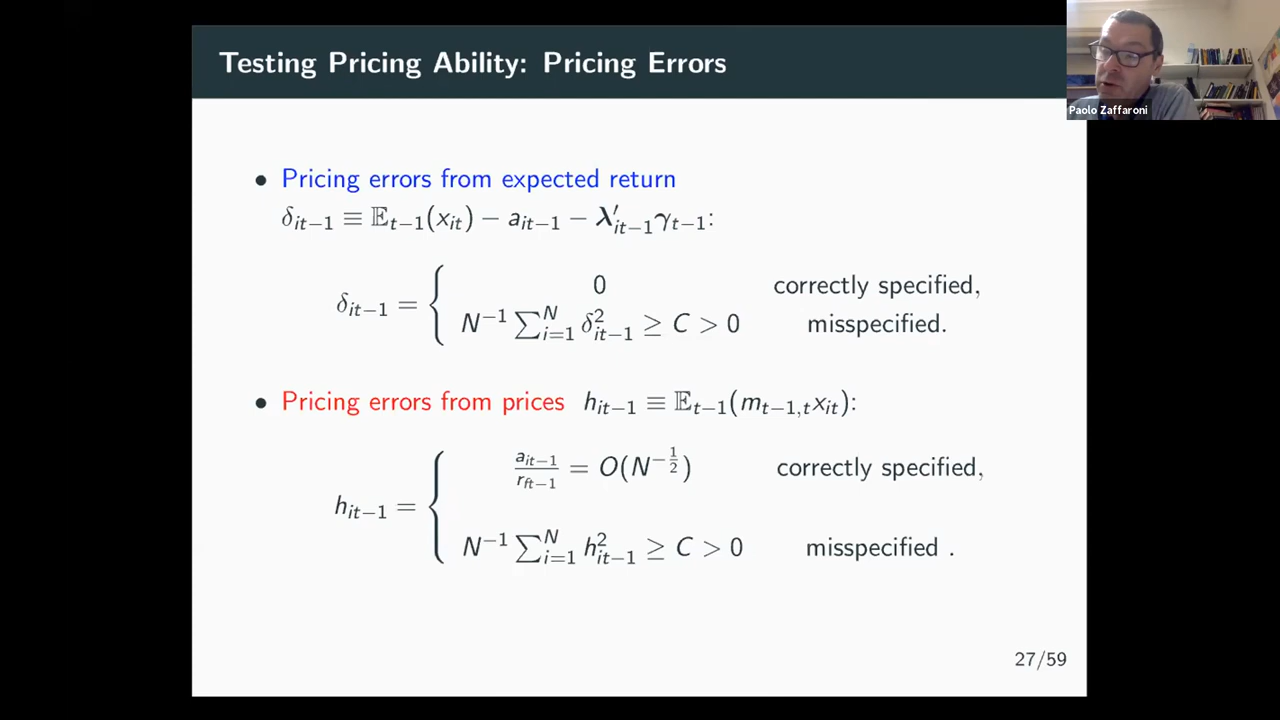 Testing Pricing Ability: Pricing Errors
Paolo Zaffaroni
• Pricing errors from expected return
δ_{it−1} ≡ 𝔼_{t−1}(x_{it}) − a_{it−1} − λ′_{it−1}γ_{t−1}:
δ_{it−1} = { 0 correctly specified,
N^{−1} ∑_{i=1}^{N} δ²_{it−1} ≥ C > 0 misspecified.
• Pricing errors from prices h_{it−1} ≡ 𝔼_{t−1}(m_{t−1,t}x_{it}):
h_{it−1} = { a_{it−1}/r_{ft−1} = O(N^{−1/2}) correctly specified,
N^{−1} ∑_{i=1}^{N} h²_{it−1} ≥ C > 0 misspecified .
27/59